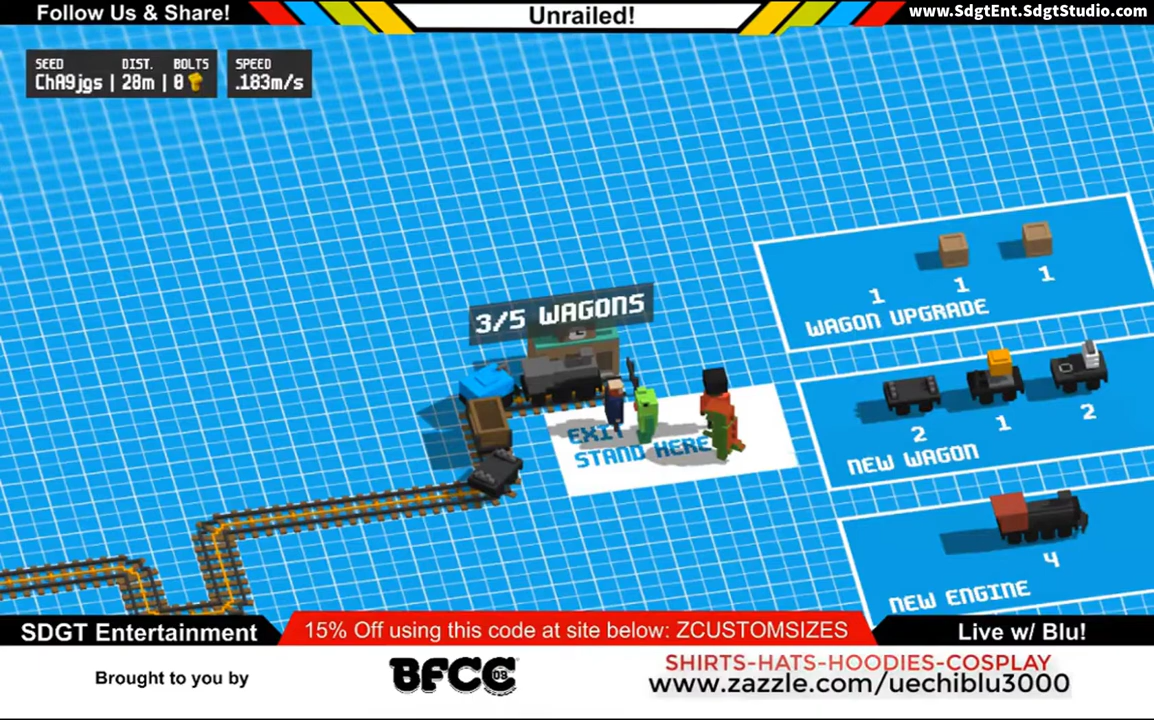 Follow Us & Share!
Unrailed!
www.SdgtEnt.SdgtStudio.com
SEED DIST. BOLTS
ChA9jgs | 28m | 0
SPEED
.183m/s
3/5 WAGONS
EXIT
STAND HERE
1 1 1
WAGON UPGRADE
2 1 2
NEW WAGON
4
NEW ENGINE
SDGT Entertainment
15% Off using this code at site below: ZCUSTOMSIZES
Live w/ Blu!
Brought to you by
BFCC
03
SHIRTS-HATS-HOODIES-COSPLAY
www.zazzle.com/uechiblu3000